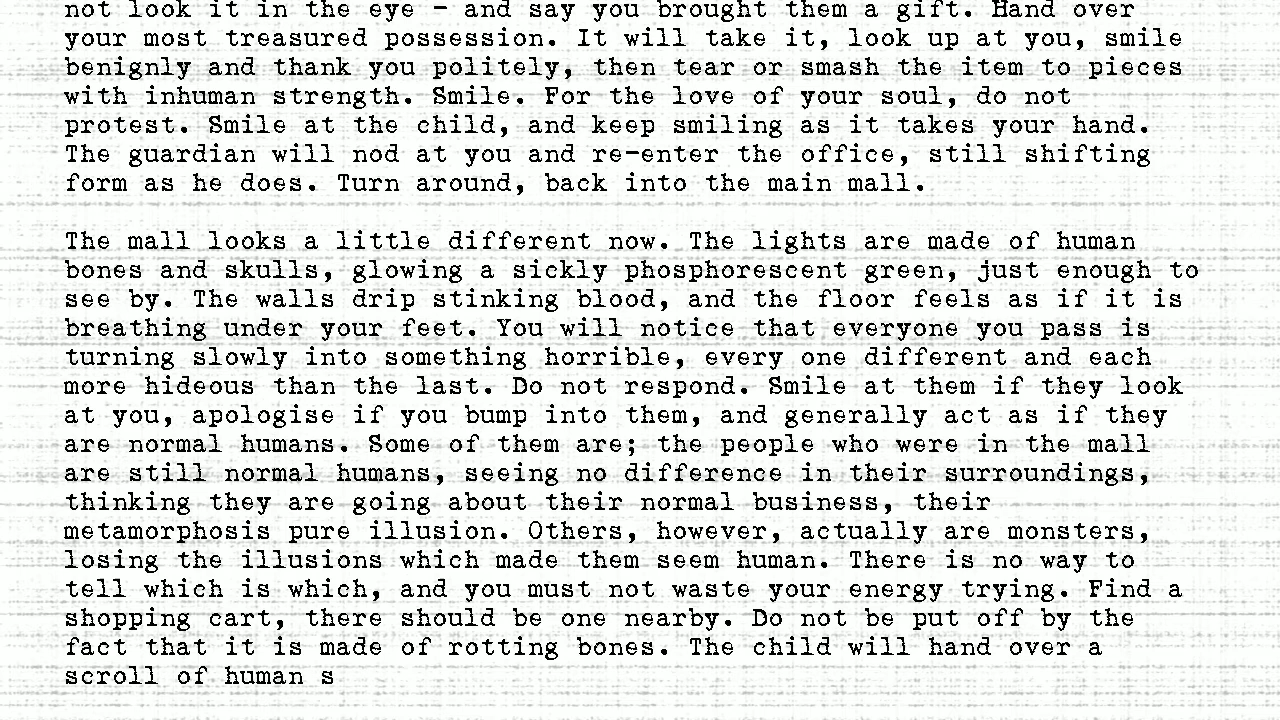 not look it in the eye - and say you brought them a gift. Hand over
your most treasured possession. It will take it, look up at you, smile
benignly and thank you politely, then tear or smash the item to pieces
with inhuman strength. Smile. For the love of your soul, do not
protest. Smile at the child, and keep smiling as it takes your hand.
The guardian will nod at you and re-enter the office, still shifting
form as he does. Turn around, back into the main mall.

The mall looks a little different now. The lights are made of human
bones and skulls, glowing a sickly phosphorescent green, just enough to
see by. The walls drip stinking blood, and the floor feels as if it is
breathing under your feet. You will notice that everyone you pass is
turning slowly into something horrible, every one different and each
more hideous than the last. Do not respond. Smile at them if they look
at you, apologise if you bump into them, and generally act as if they
are normal humans. Some of them are; the people who were in the mall
are still normal humans, seeing no difference in their surroundings,
thinking they are going about their normal business, their
metamorphosis pure illusion. Others, however, actually are monsters,
losing the illusions which made them seem human. There is no way to
tell which is which, and you must not waste your energy trying. Find a
shopping cart, there should be one nearby. Do not be put off by the
fact that it is made of rotting bones. The child will hand over a
scroll of human s